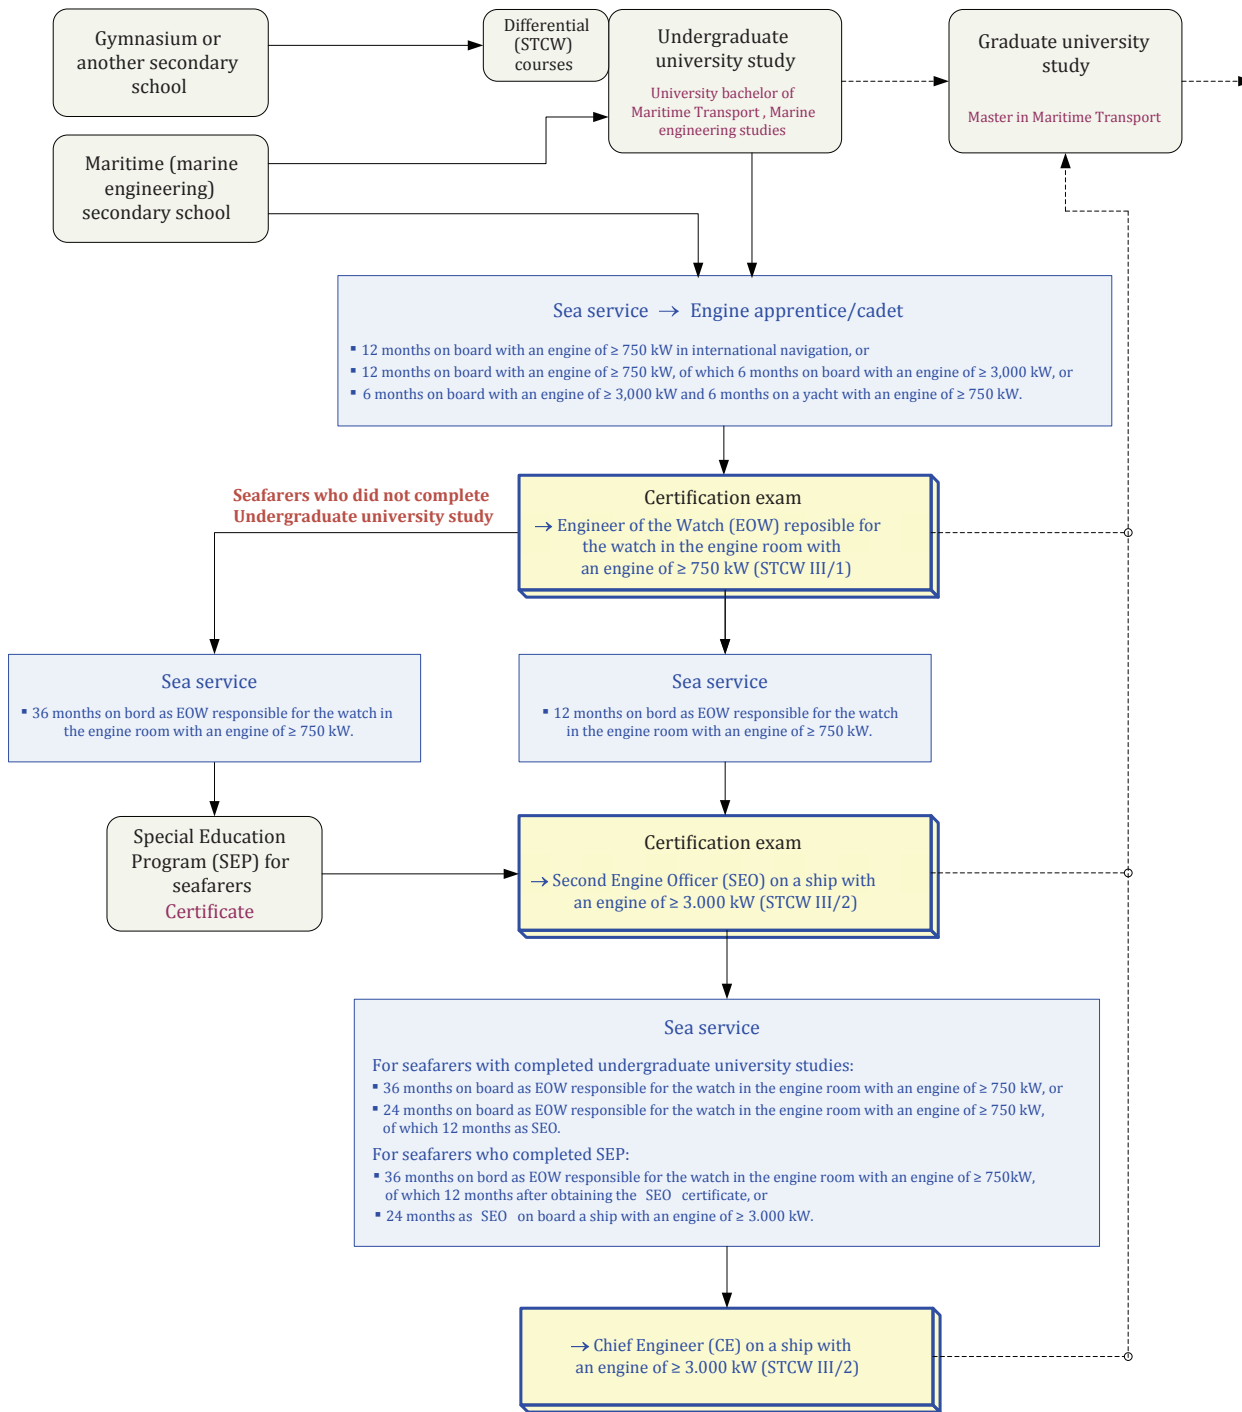 Gymnasium or
another secondary
school
Differential
(STCW)
courses
Undergraduate
university study
University bachelor of
Maritime Transport , Marine
engineering studies
Graduate university
study
Master in Maritime Transport
Maritime (marine
engineering)
secondary school
Sea service → Engine apprentice/cadet
▪ 12 months on board with an engine of ≥ 750 kW in international navigation, or
▪ 12 months on board with an engine of ≥ 750 kW, of which 6 months on board with an engine of ≥ 3,000 kW, or
▪ 6 months on board with an engine of ≥ 3,000 kW and 6 months on a yacht with an engine of ≥ 750 kW.
Seafarers who did not complete
Undergraduate university study
Certification exam
→ Engineer of the Watch (EOW) reposible for
the watch in the engine room with
an engine of ≥ 750 kW (STCW III/1)
Sea service
▪ 36 months on bord as EOW responsible for the watch in
the engine room with an engine of ≥ 750 kW.
Sea service
▪ 12 months on bord as EOW responsible for the watch
in the engine room with an engine of ≥ 750 kW.
Special Education
Program (SEP) for
seafarers
Certificate
Certification exam
→ Second Engine Officer (SEO) on a ship with
an engine of ≥ 3.000 kW (STCW III/2)
Sea service
For seafarers with completed undergraduate university studies:
▪ 36 months on board as EOW responsible for the watch in the engine room with an engine of ≥ 750 kW, or
▪ 24 months on board as EOW responsible for the watch in the engine room with an engine of ≥ 750 kW,
of which 12 months as SEO.
For seafarers who completed SEP:
▪ 36 months on bord as EOW responsible for the watch in the engine room with an engine of ≥ 750kW,
of which 12 months after obtaining the SEO certificate, or
▪ 24 months as SEO on board a ship with an engine of ≥ 3.000 kW.
→ Chief Engineer (CE) on a ship with
an engine of ≥ 3.000 kW (STCW III/2)